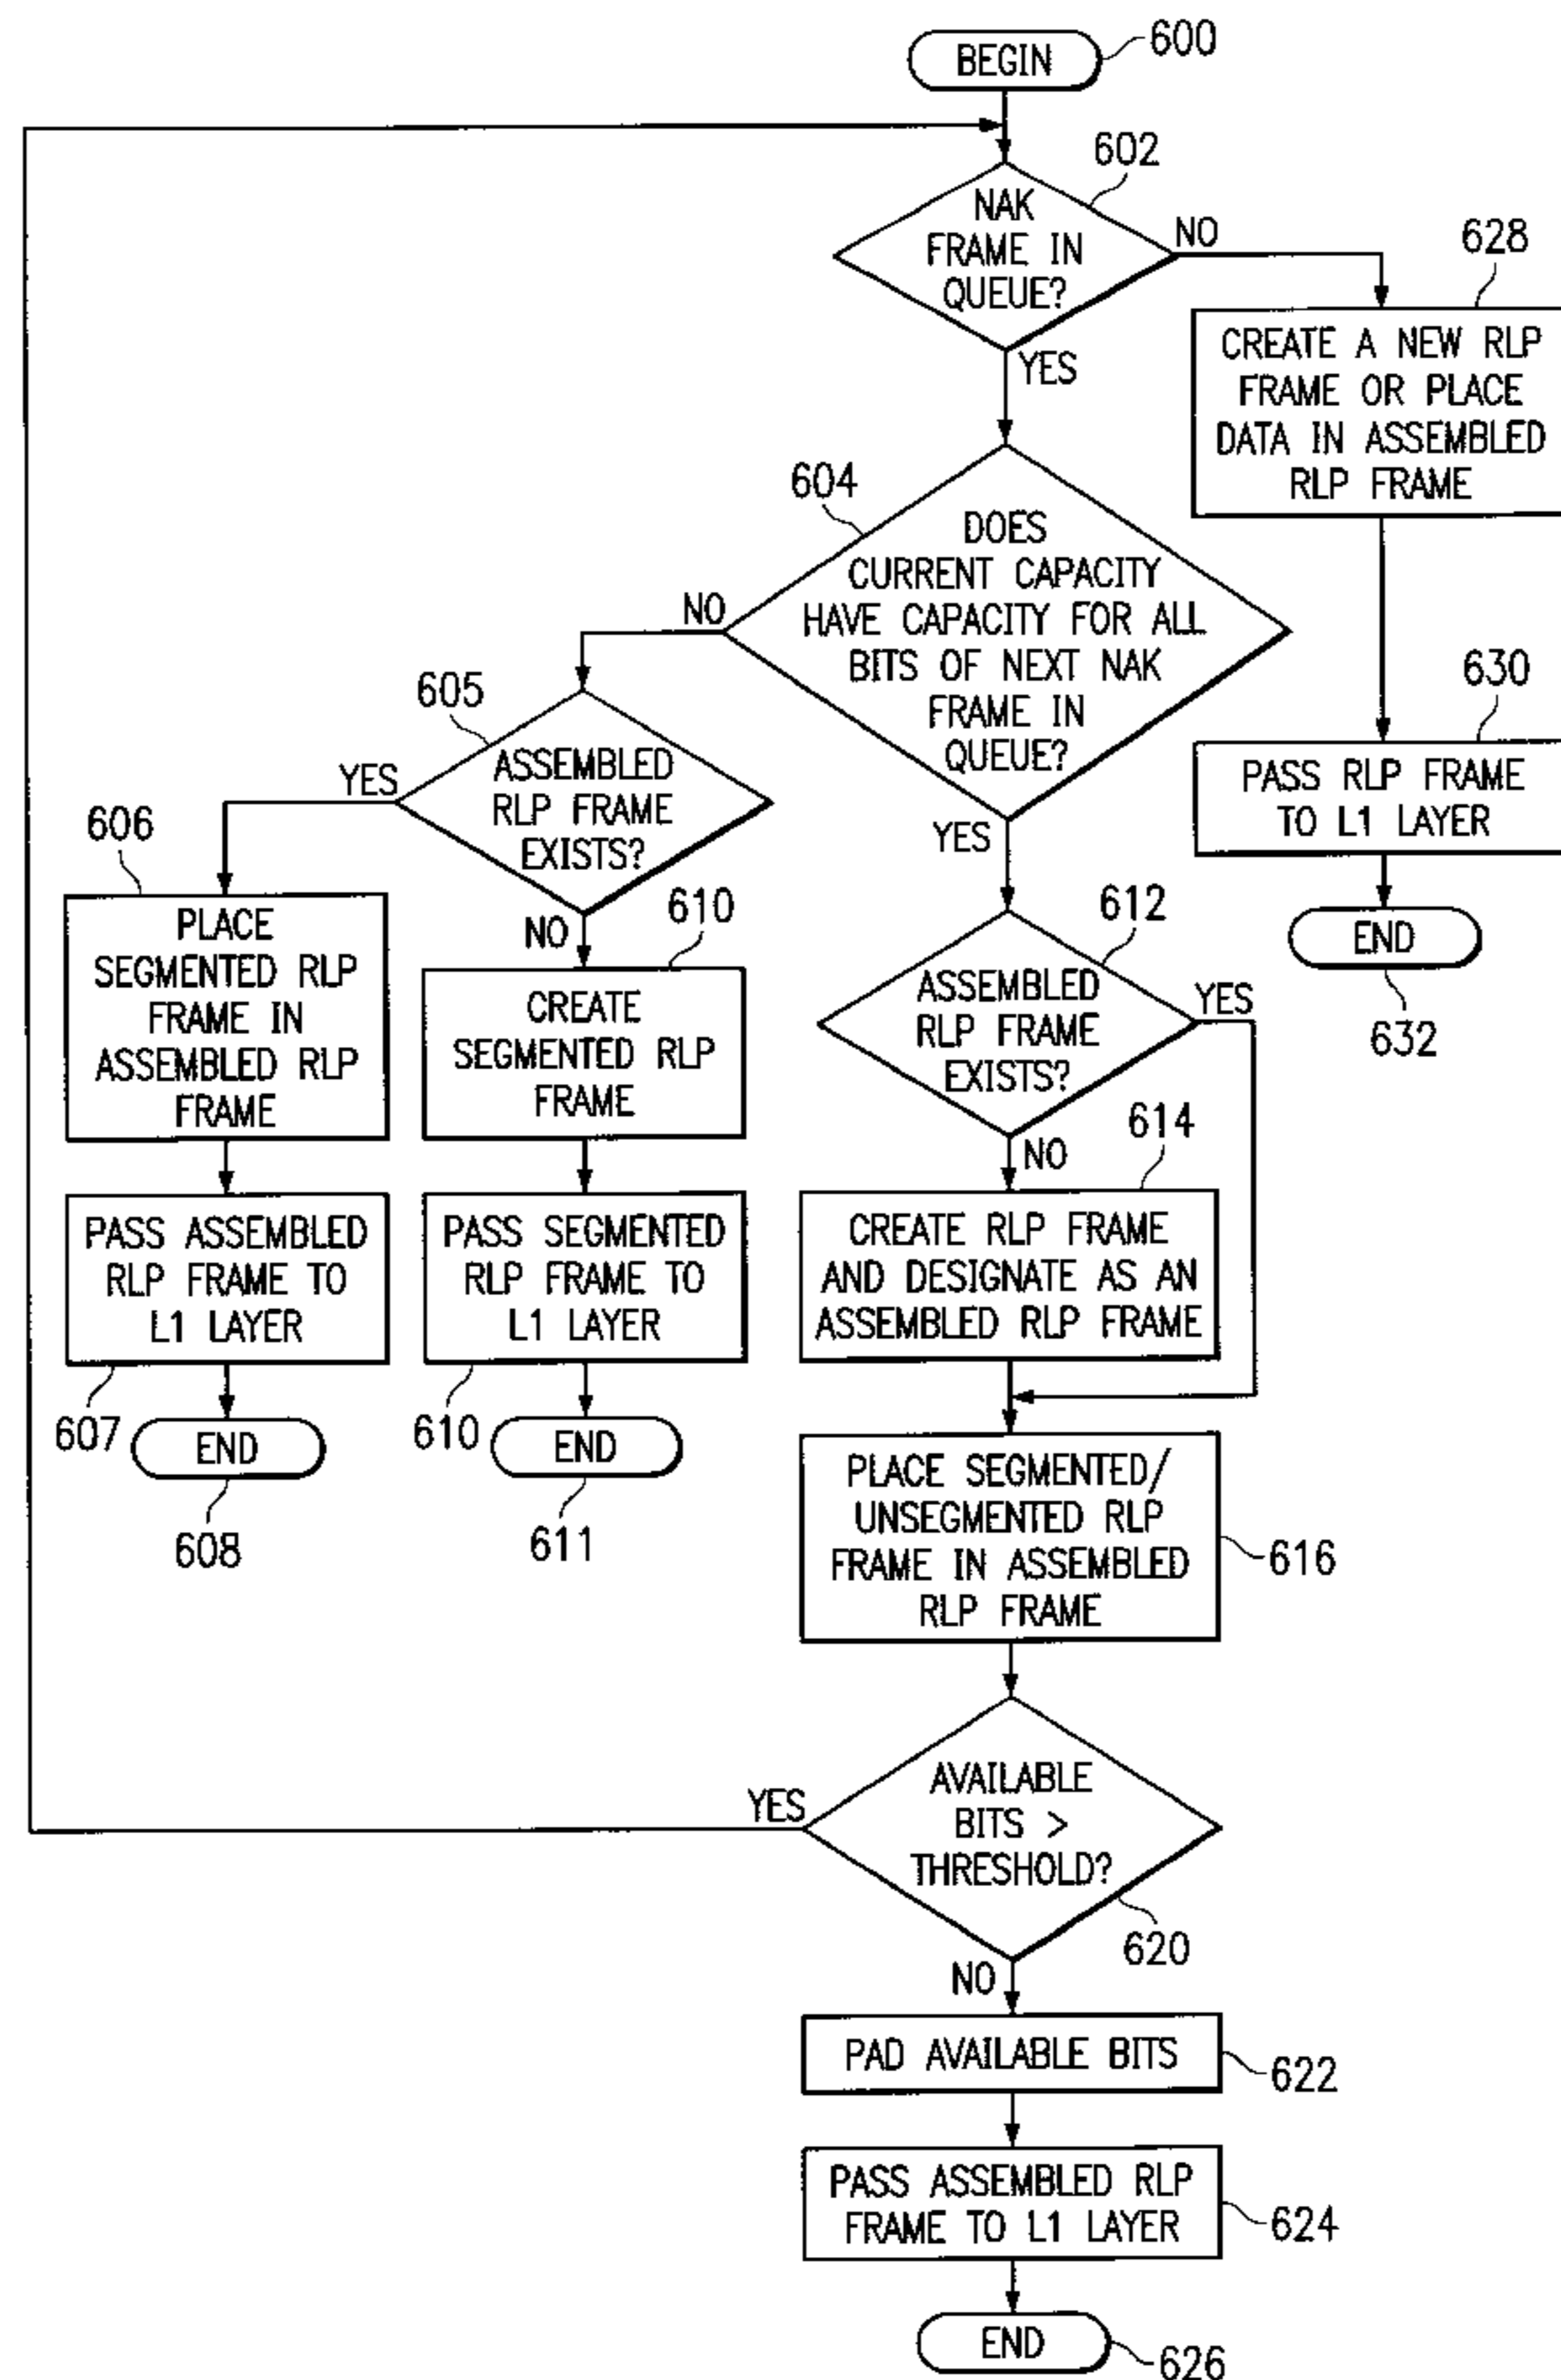 BEGIN
600
602
NAK
FRAME IN
QUEUE?
NO
YES
628
CREATE A NEW RLP
FRAME OR PLACE
DATA IN ASSEMBLED
RLP FRAME
604
DOES
CURRENT CAPACITY
HAVE CAPACITY FOR ALL
BITS OF NEXT NAK
FRAME IN
QUEUE?
NO
YES
630
PASS RLP FRAME
TO L1 LAYER
END
632
605
ASSEMBLED
RLP FRAME
EXISTS?
YES
NO
606
PLACE
SEGMENTED RLP
FRAME IN
ASSEMBLED RLP
FRAME
610
CREATE
SEGMENTED RLP
FRAME
612
ASSEMBLED
RLP FRAME
EXISTS?
YES
NO
614
CREATE RLP FRAME
AND DESIGNATE AS AN
ASSEMBLED RLP FRAME
PASS ASSEMBLED
RLP FRAME TO
L1 LAYER
607
END
608
PASS SEGMENTED
RLP FRAME TO
L1 LAYER
610
END
611
PLACE SEGMENTED/
UNSEGMENTED RLP
FRAME IN ASSEMBLED
RLP FRAME
616
AVAILABLE
BITS >
THRESHOLD?
YES
620
NO
PAD AVAILABLE BITS
622
PASS ASSEMBLED RLP
FRAME TO L1 LAYER
624
END
626